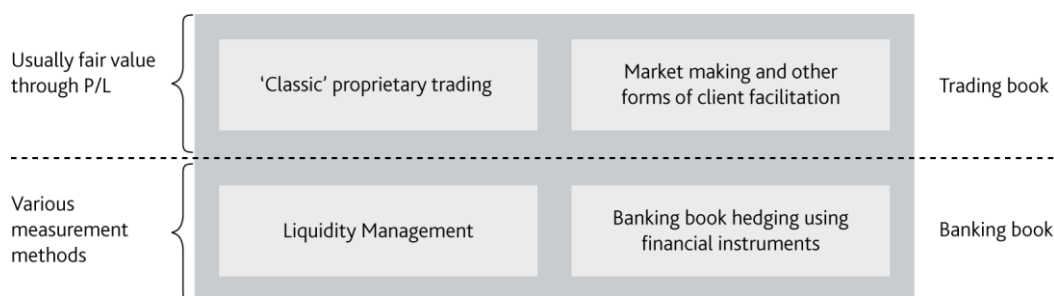 Usually fair value
through P/L
‘Classic’ proprietary trading
Market making and other
forms of client facilitation
Trading book
Various
measurement
methods
Liquidity Management
Banking book hedging using
financial instruments
Banking book